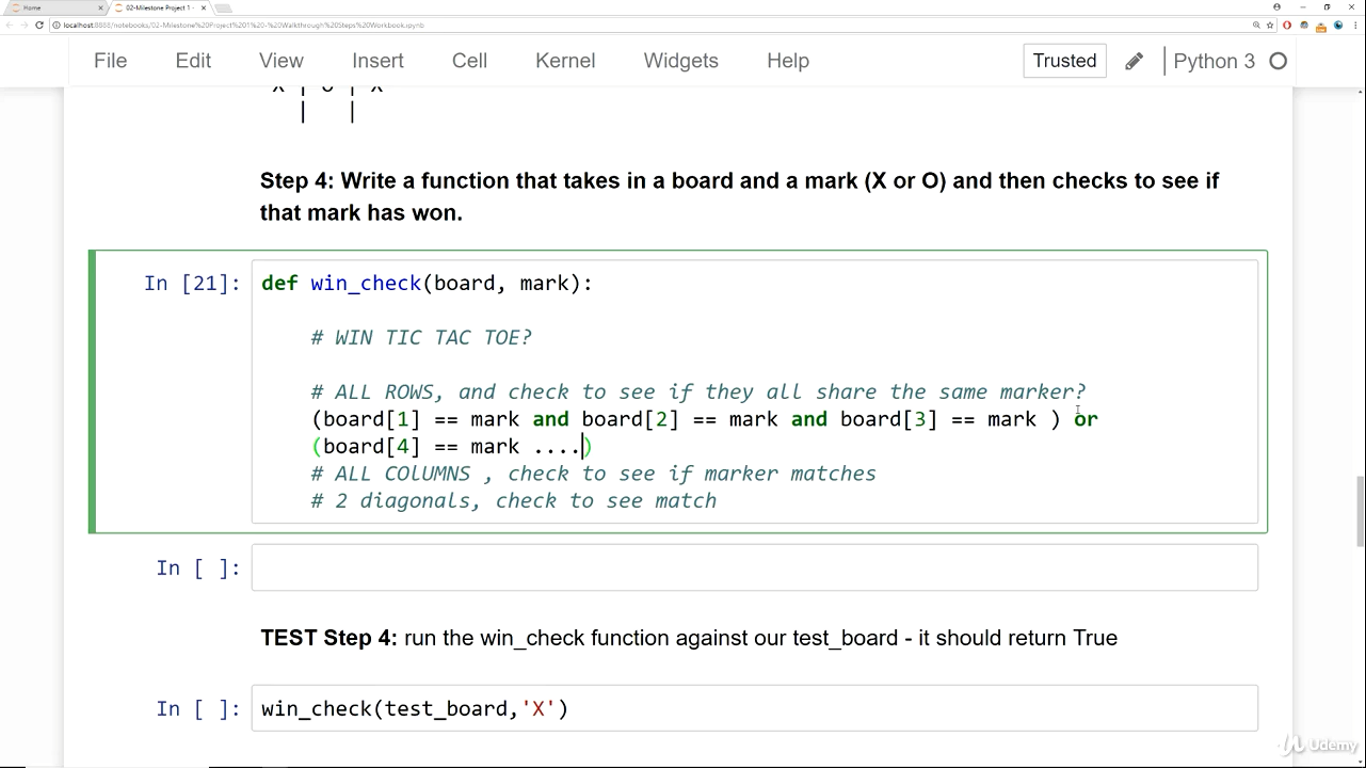 Home
02-Milestone Project 1 -
localhost:8888/notebooks/02-Milestone%20Project%201%20-%20Walkthrough%20Steps%20Workbook.ipynb
File Edit View Insert Cell Kernel Widgets Help Trusted Python 3
X | O | X
| |
Step 4: Write a function that takes in a board and a mark (X or O) and then checks to see if
that mark has won.
In [21]: def win_check(board, mark):
# WIN TIC TAC TOE?
# ALL ROWS, and check to see if they all share the same marker?
(board[1] == mark and board[2] == mark and board[3] == mark ) or
(board[4] == mark ....)
# ALL COlUMNS , check to see if marker matches
# 2 diagonals, check to see match
In [ ]:
TEST Step 4: run the win_check function against our test_board - it should return True
In [ ]: win_check(test_board,'X')
Udemy